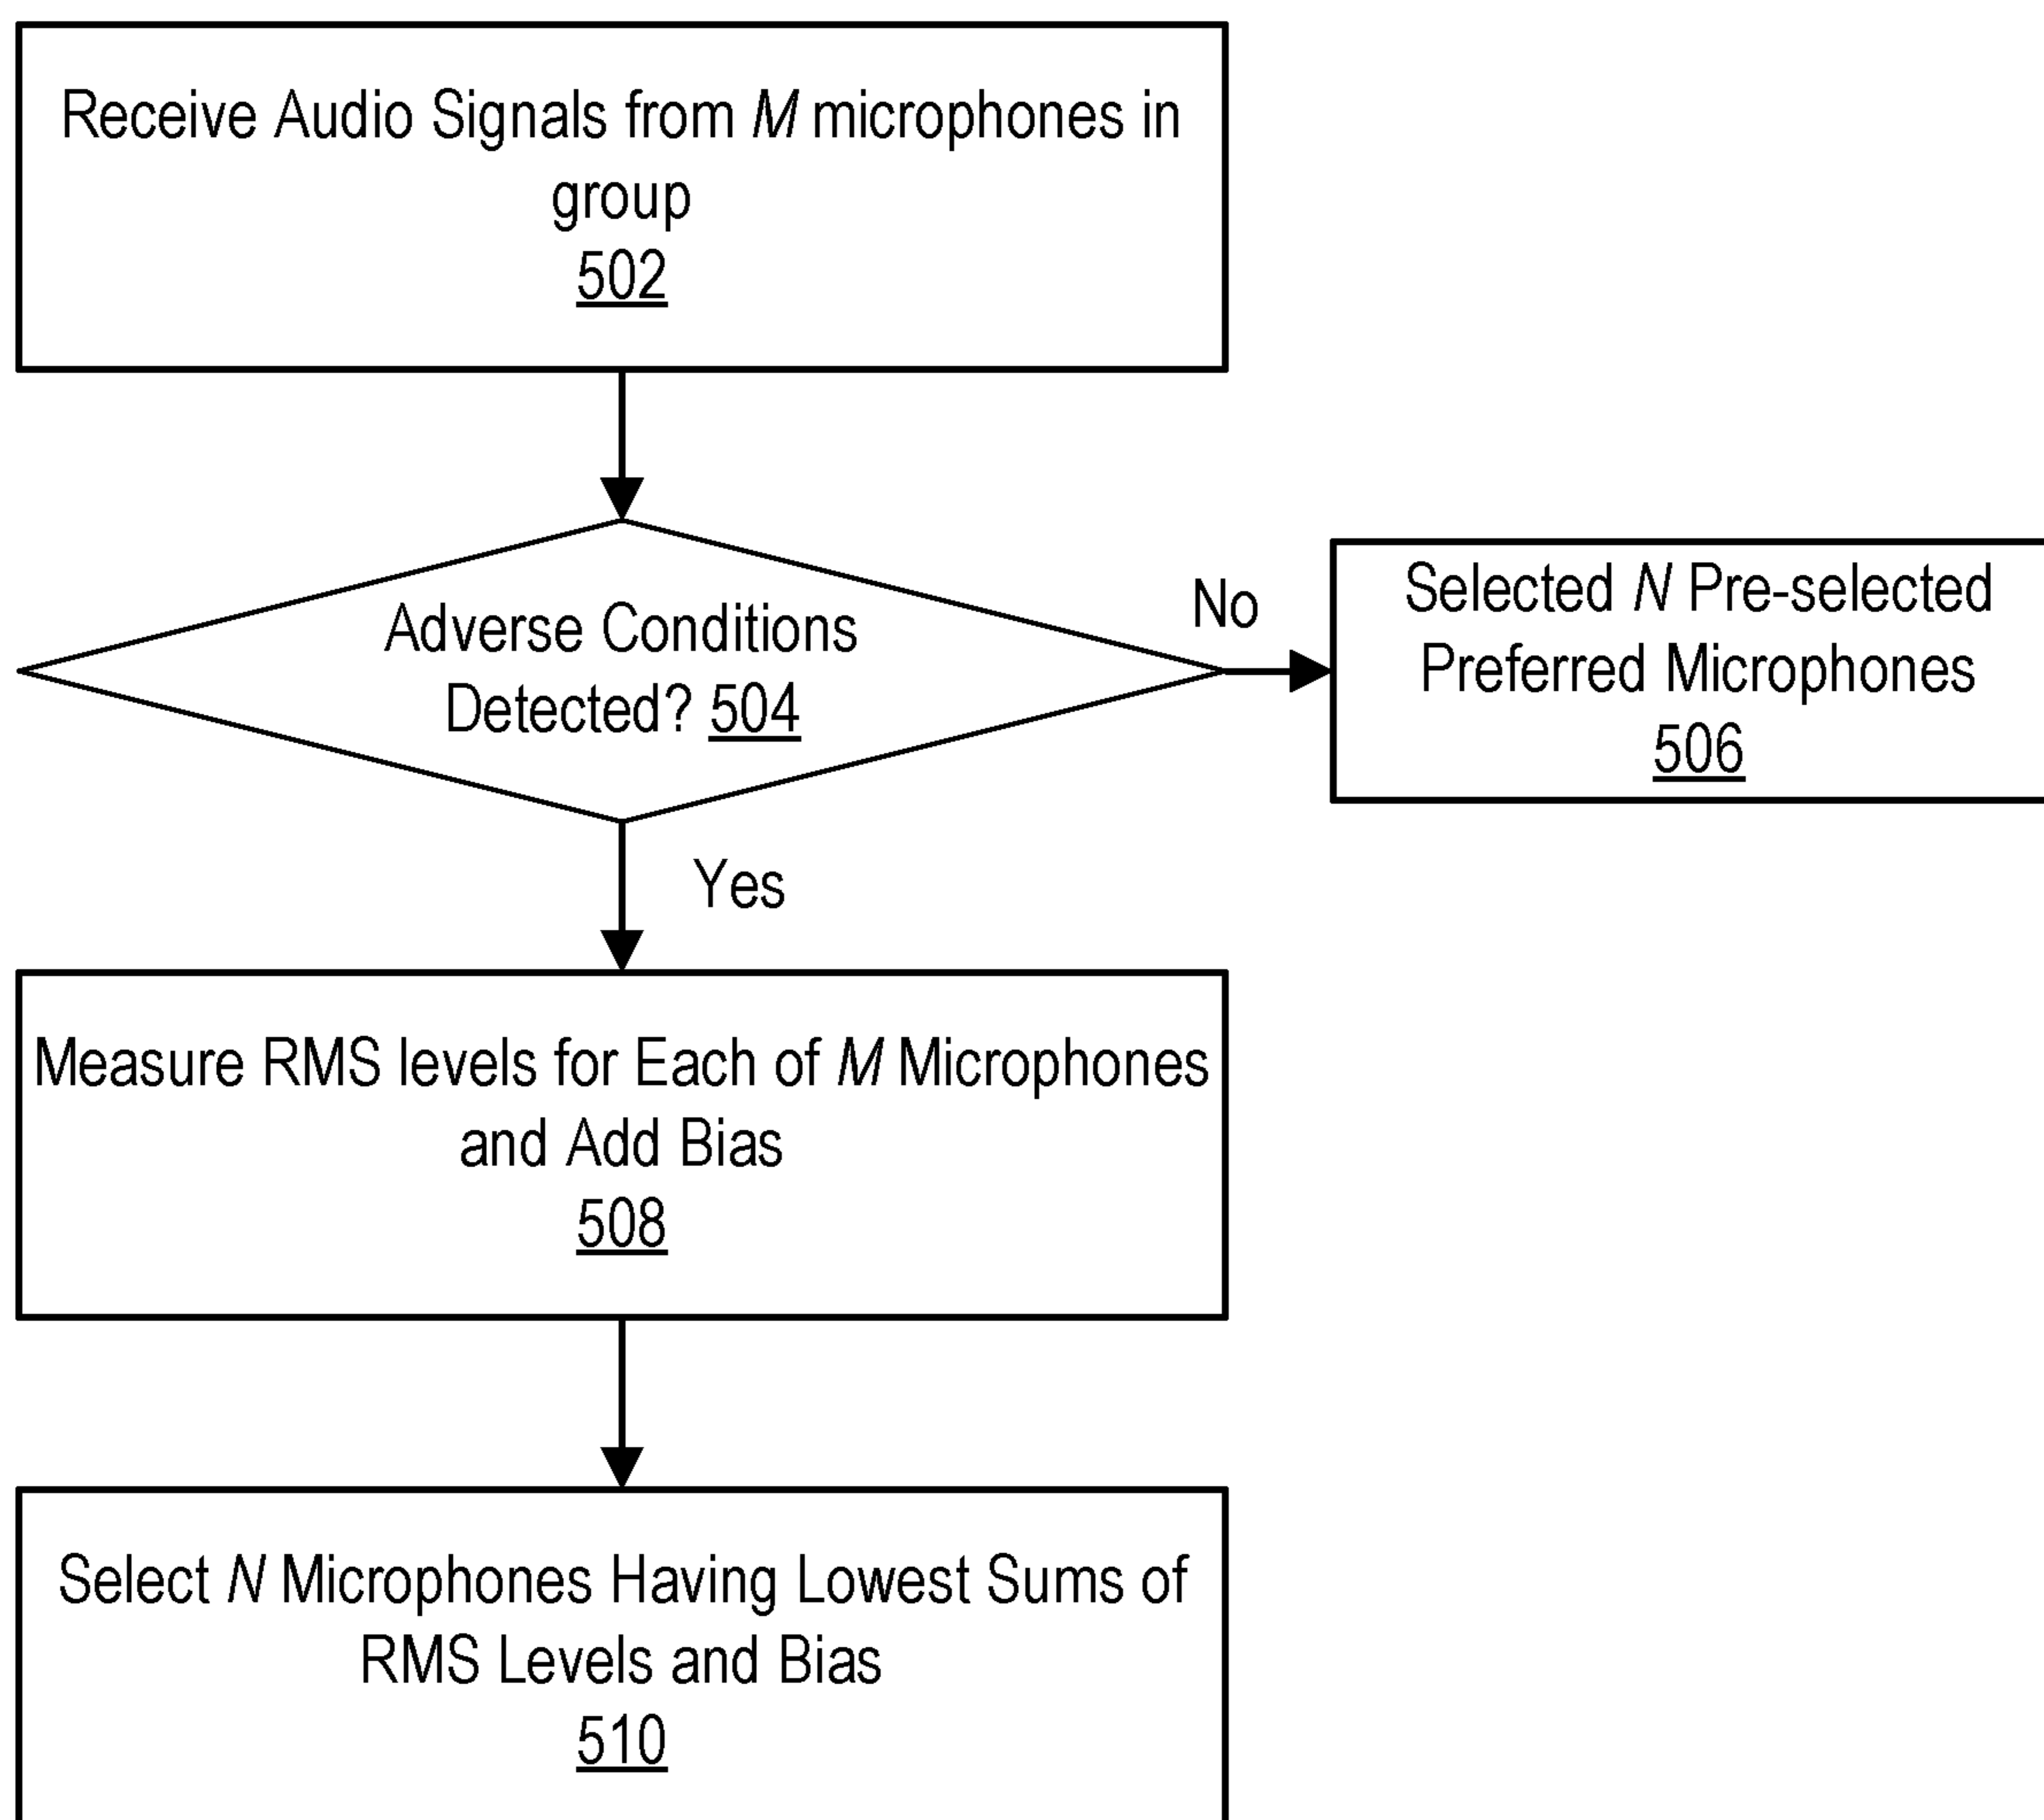 Receive Audio Signals from M microphones in
group
502
Adverse Conditions
Detected? 504
No
Selected N Pre-selected
Preferred Microphones
506
Yes
Measure RMS levels for Each of M Microphones
and Add Bias
508
Select N Microphones Having Lowest Sums of
RMS Levels and Bias
510